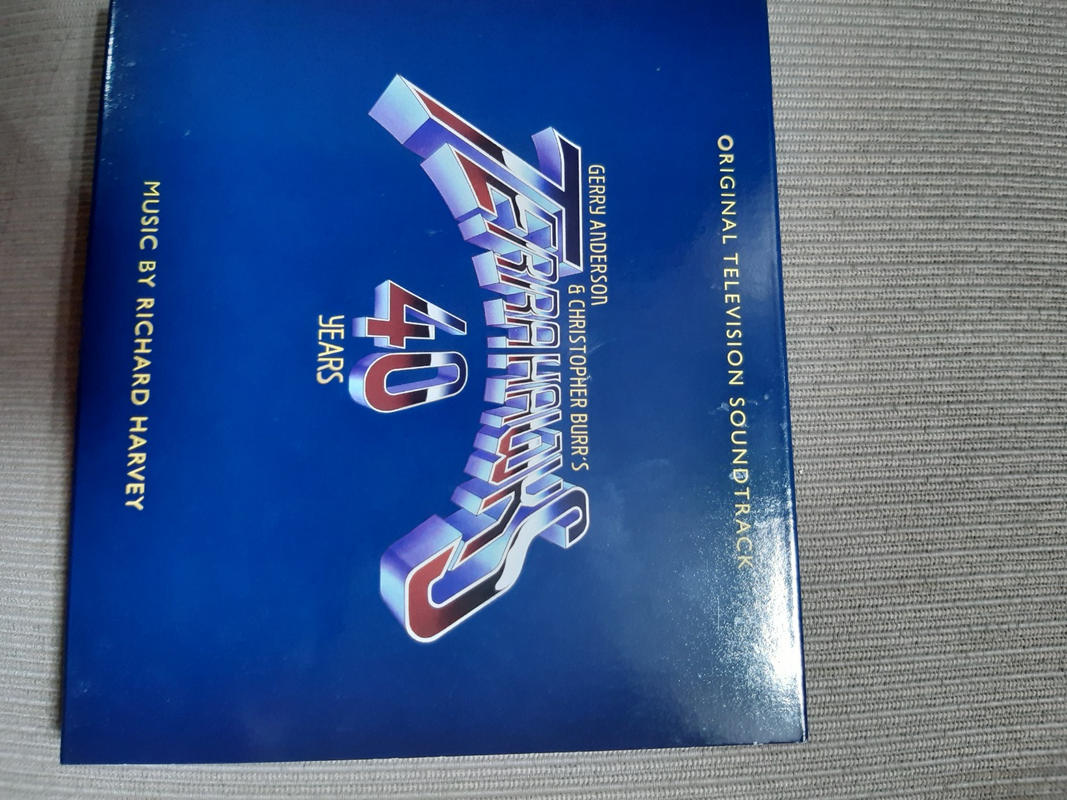 ORIGINAL TELEVISION SOUNDTRACK
GERRY ANDERSON
& CHRISTOPHER BURR'S
TERRAHAWKS
40
YEARS
MUSIC BY RICHARD HARVEY